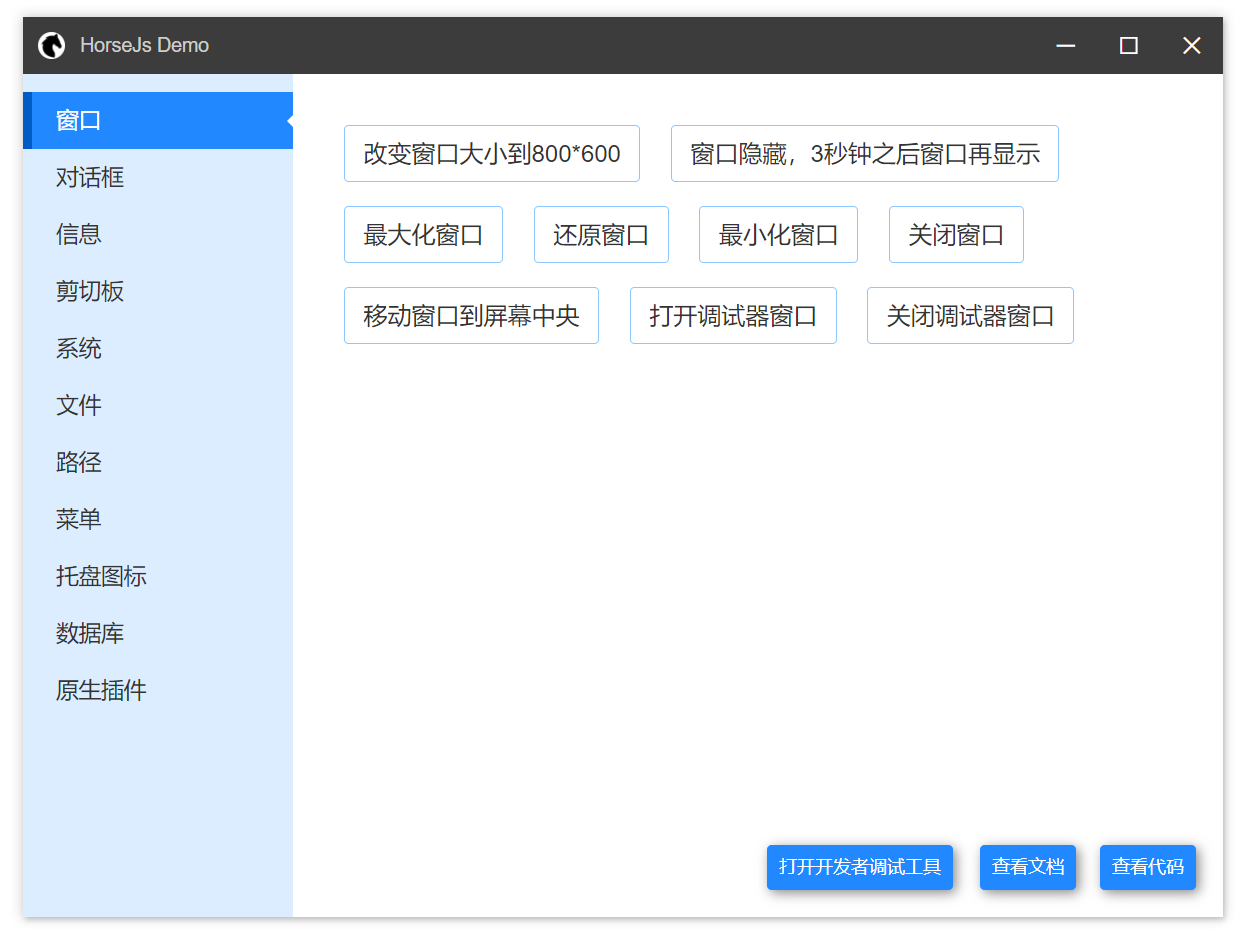 HorseJs Demo
窗口
对话框
信息
剪切板
系统
文件
路径
菜单
托盘图标
数据库
原生插件
改变窗口大小到800*600
窗口隐藏，3秒钟之后窗口再显示
最大化窗口
还原窗口
最小化窗口
关闭窗口
移动窗口到屏幕中央
打开调试器窗口
关闭调试器窗口
打开开发者调试工具
查看文档
查看代码